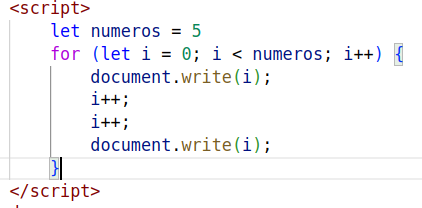 <script>
let numeros = 5
for (let i = 0; i < numeros; i++) {
document.write(i);
i++;
i++;
document.write(i);
}
</script>